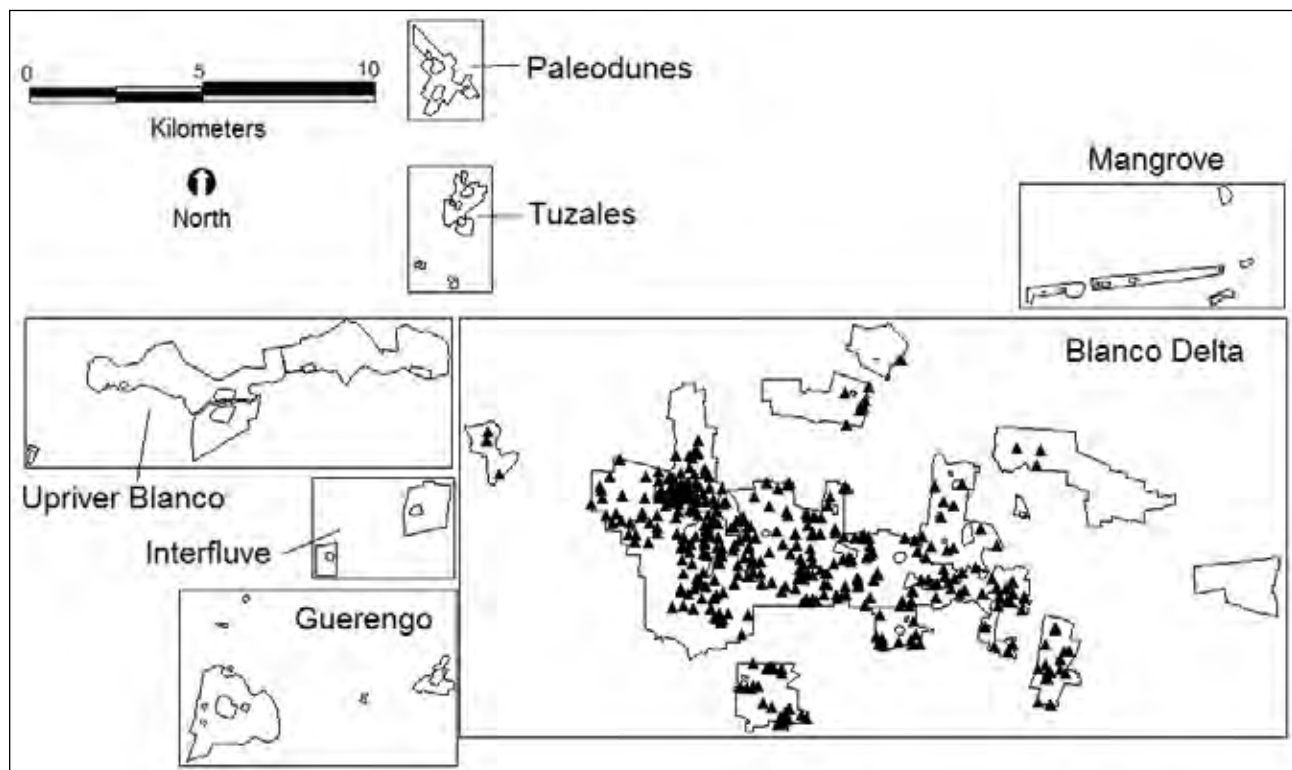 0 5 10
Kilometers
North
Paleodunes
Tuzales
Mangrove
Blanco Delta
Upriver Blanco
Interfluve
Guerengo